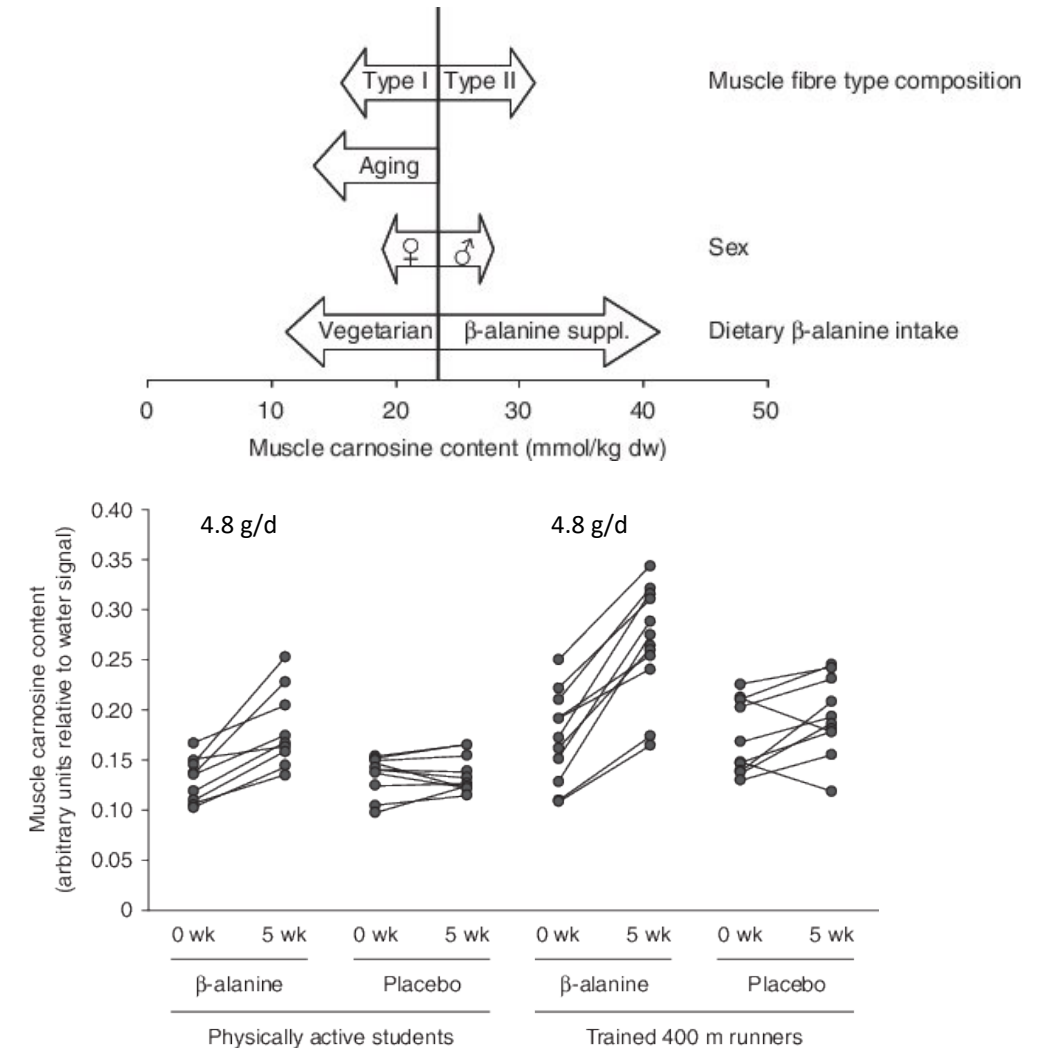 Type I Type II Muscle fibre type composition
Aging
♀ ♂ Sex
Vegetarian β-alanine suppl. Dietary β-alanine intake
0 10 20 30 40 50
Muscle carnosine content (mmol/kg dw)
Muscle carnosine content
(arbitrary units relative to water signal)
0.40
0.35
0.30
0.25
0.20
0.15
0.10
0.05
0
4.8 g/d 4.8 g/d
0 wk 5 wk 0 wk 5 wk 0 wk 5 wk 0 wk 5 wk
β-alanine Placebo β-alanine Placebo
Physically active students Trained 400 m runners